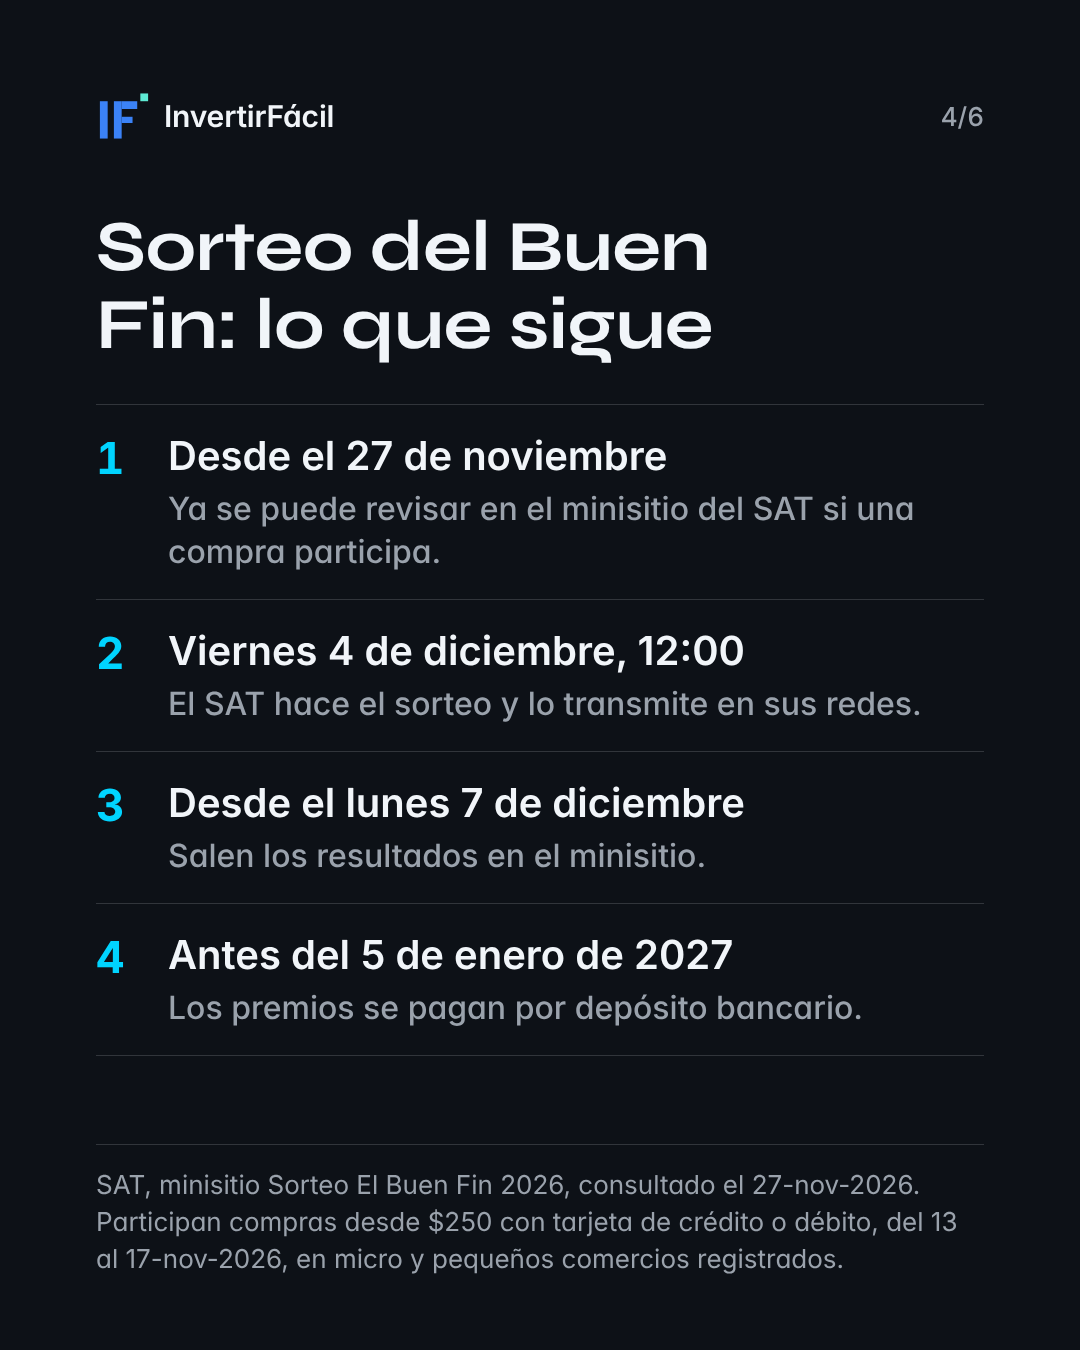 IF InvertirFácil
4/6
Sorteo del Buen
Fin: lo que sigue
1 Desde el 27 de noviembre
Ya se puede revisar en el minisitio del SAT si una
compra participa.
2 Viernes 4 de diciembre, 12:00
El SAT hace el sorteo y lo transmite en sus redes.
3 Desde el lunes 7 de diciembre
Salen los resultados en el minisitio.
4 Antes del 5 de enero de 2027
Los premios se pagan por depósito bancario.
SAT, minisitio Sorteo El Buen Fin 2026, consultado el 27-nov-2026.
Participan compras desde $250 con tarjeta de crédito o débito, del 13
al 17-nov-2026, en micro y pequeños comercios registrados.